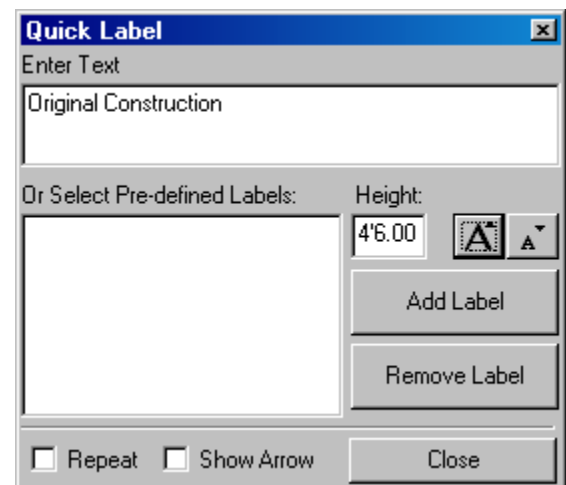 Quick Label
Enter Text
Original Construction
Or Select Pre-defined Labels: Height:
4'6.00 A A
Add Label
Remove Label
Repeat Show Arrow Close